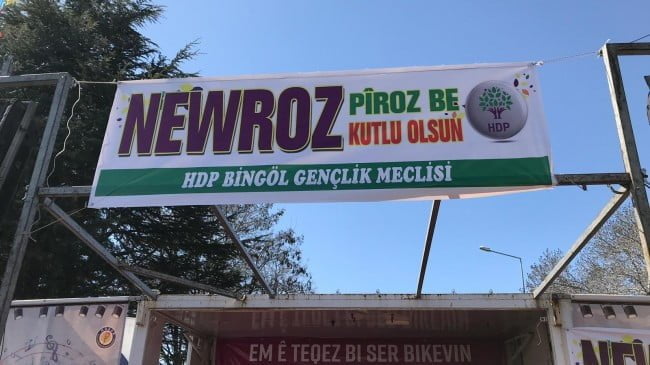 NEWROZ PÎROZ BE
KUTLU OLSUN
HDP
HDP BİNGÖL GENÇLİK MECLİSİ
EM Ê TEQEZ BI SER BIKEVIN